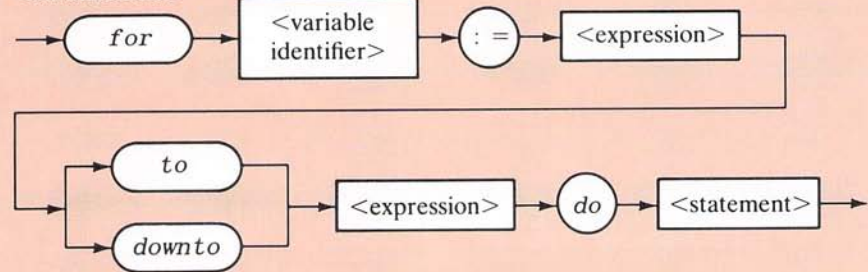 for <variable identifier> : = <expression>
to
downto
<expression> do <statement>